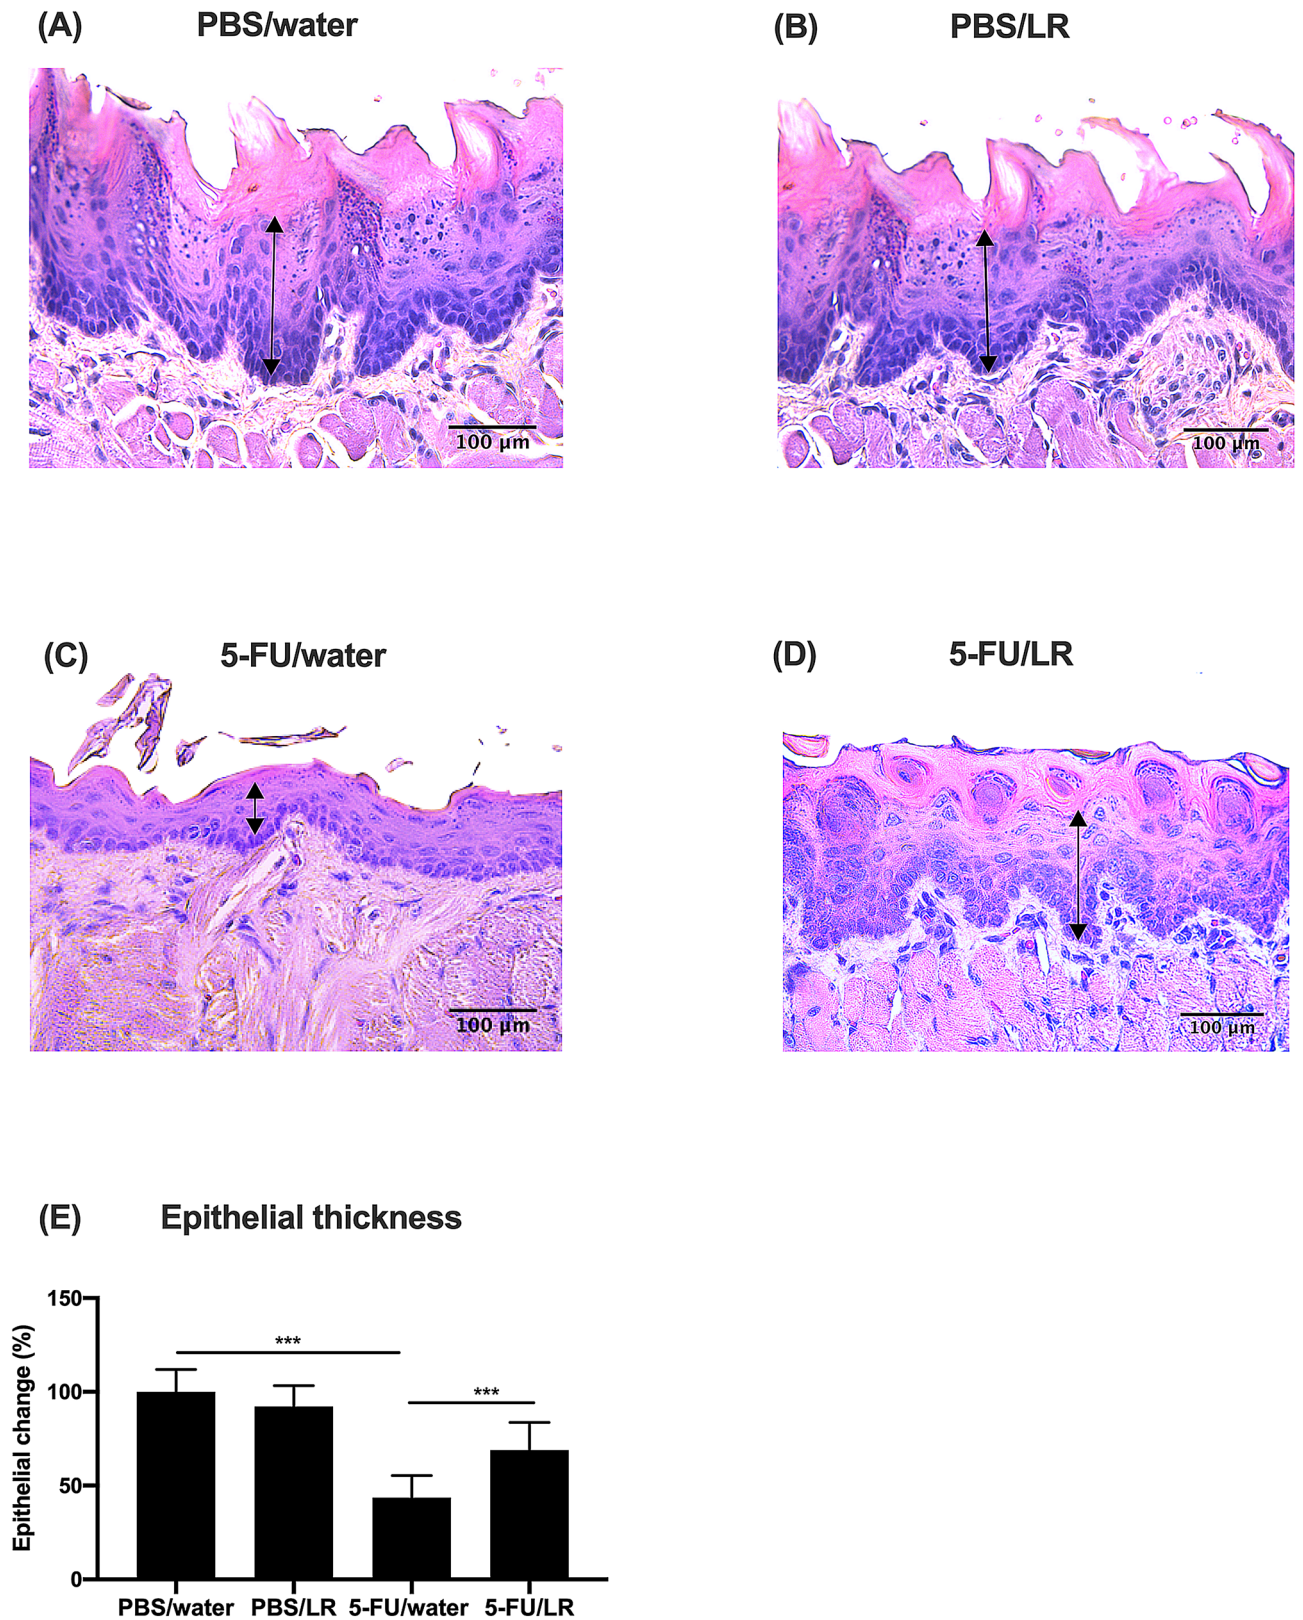 (A) PBS/water
(B) PBS/LR
100 µm
100 µm
(C) 5-FU/water
(D) 5-FU/LR
100 µm
100 µm
(E) Epithelial thickness
Epithelial change (%)
150
100
50
0
***
***
PBS/water PBS/LR 5-FU/water 5-FU/LR